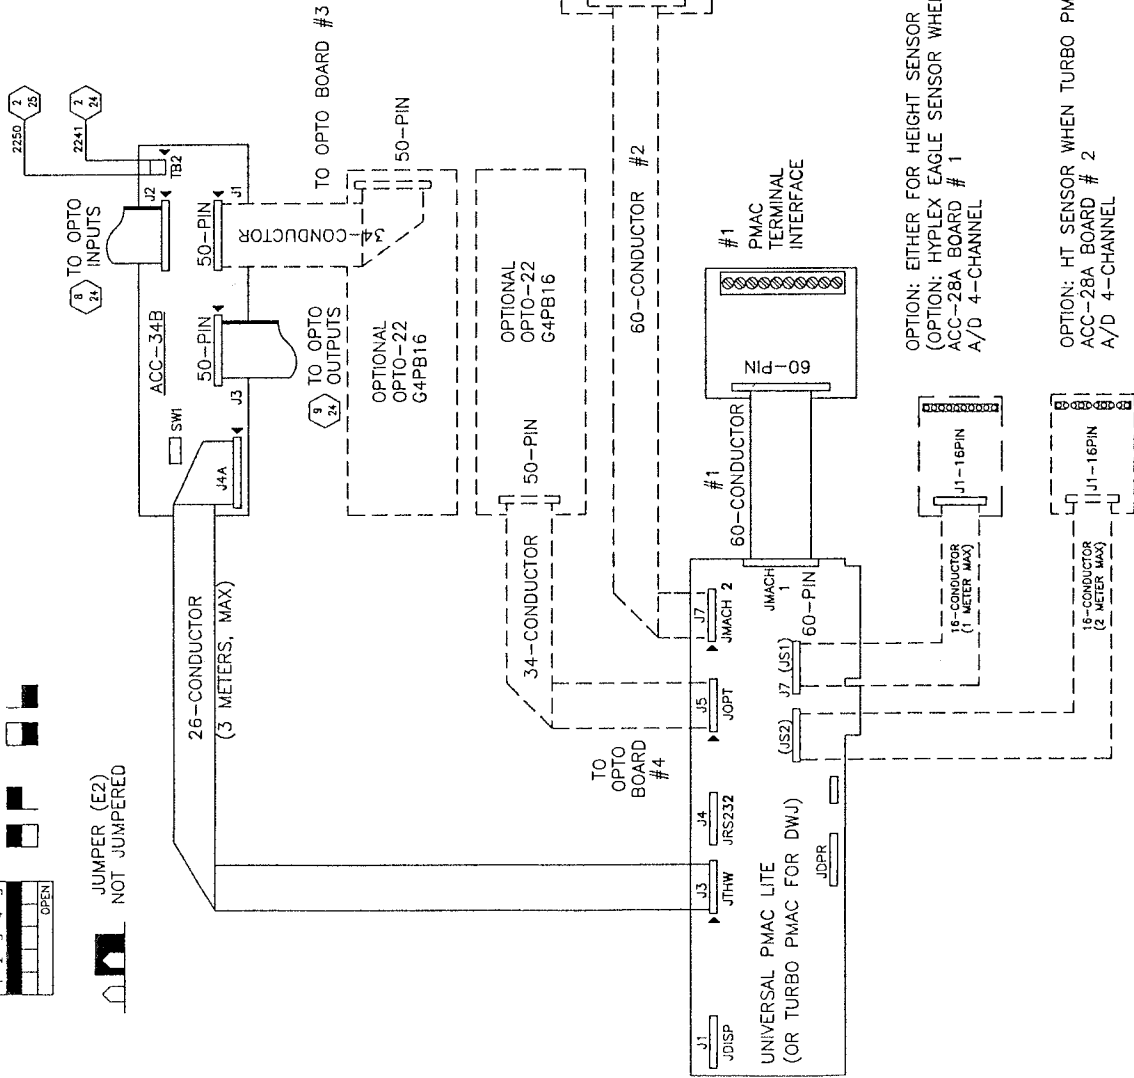 2250
2
25
2241
2
24
TO OPTO BOARD #3
8
24
TO OPTO
INPUTS
J2
TB2
J1
50-PIN
34-CONDUCTOR
50-PIN
ACC-34B
50-PIN
J3
SW1
J4A
9
24
TO OPTO
OUTPUTS
OPTIONAL
OPTO-22
G4PB16
OPTIONAL
OPTO-22
G4PB16
50-PIN
34-CONDUCTOR
60-CONDUCTOR #2
26-CONDUCTOR
(3 METERS, MAX)
JUMPER (E2)
NOT JUMPERED
OPEN
#1
PMAC
TERMINAL
INTERFACE
60-PIN
#1
60-CONDUCTOR
JMACH
1
60-PIN
J7
JMACH 2
J5
JOPT
TO
OPTO
BOARD
#4
J4
JRS232
J3
JTHW
J1
JDISP
UNIVERSAL PMAC LITE
(OR TURBO PMAC FOR DWJ)
JDPR
J7 (JS1)
(JS2)
16-CONDUCTOR
(1 METER MAX)
J1-16PIN
16-CONDUCTOR
(2 METER MAX)
J1-16PIN
OPTION: EITHER FOR HEIGHT SENSOR
(OPTION: HYPLEX EAGLE SENSOR WHE
ACC-28A BOARD # 1
A/D 4-CHANNEL
OPTION: HT SENSOR WHEN TURBO PM
ACC-28A BOARD # 2
A/D 4-CHANNEL